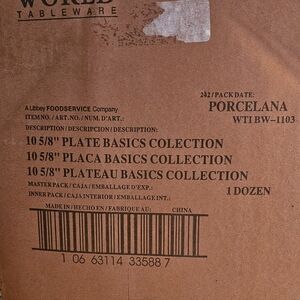 WORLD
TABLEWARE
A Libbey FOODSERVICE Company
242 / PACK DATE:
PORCELANA
ITEM NO. / ART.NO. / NUM. D'ART.:
WTI BW-1103
DESCRIPTION / DESCRIPCION / DESCRIPTION:
10 5/8" PLATE BASICS COLLECTION
10 5/8" PLACA BASICS COLLECTION
10 5/8" PLATEAU BASICS COLLECTION
MASTER PACK / CAJA / EMBALLAGE D'EXP.:
1 DOZEN
INNER PACK / CAJA INTERIOR / EMBALLAGE INT.:
MADE IN / HECHO EN / FABRIQUE AU: CHINA
1 06 63114 33588 7